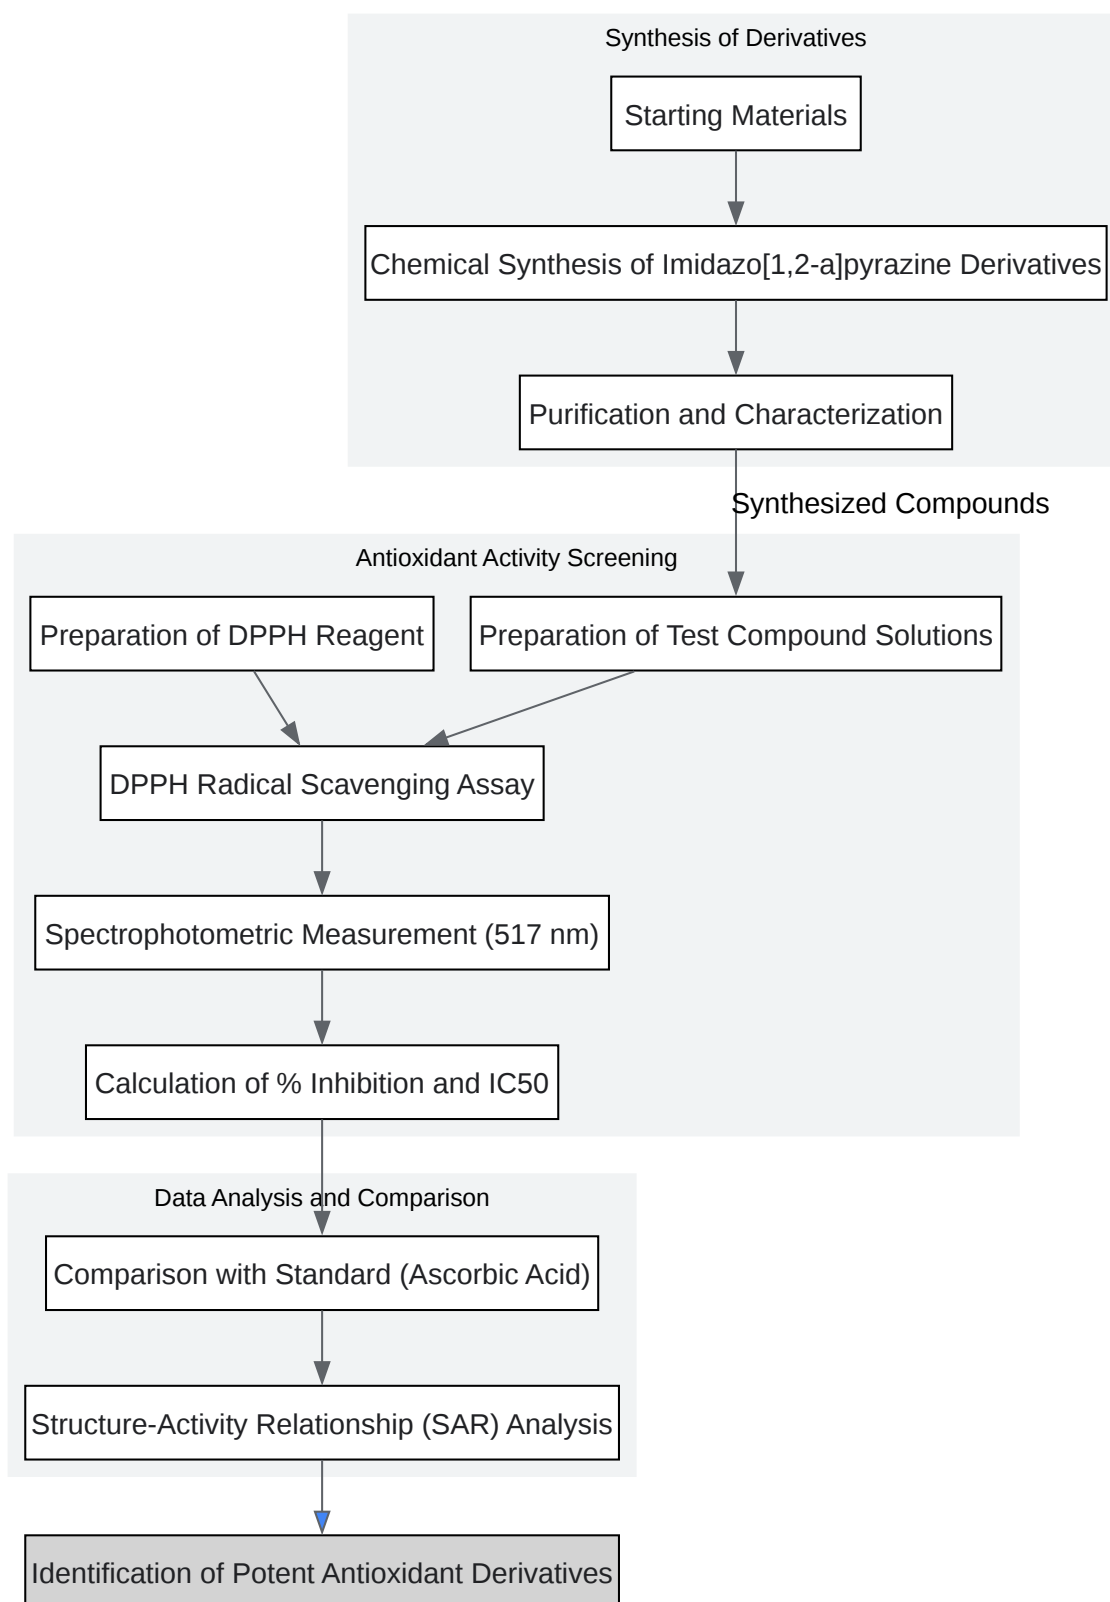 Synthesis of Derivatives
Starting Materials
Chemical Synthesis of Imidazo[1,2-a]pyrazine Derivatives
Purification and Characterization
Synthesized Compounds
Antioxidant Activity Screening
Preparation of DPPH Reagent
Preparation of Test Compound Solutions
DPPH Radical Scavenging Assay
Spectrophotometric Measurement (517 nm)
Calculation of % Inhibition and IC50
Data Analysis and Comparison
Comparison with Standard (Ascorbic Acid)
Structure-Activity Relationship (SAR) Analysis
Identification of Potent Antioxidant Derivatives